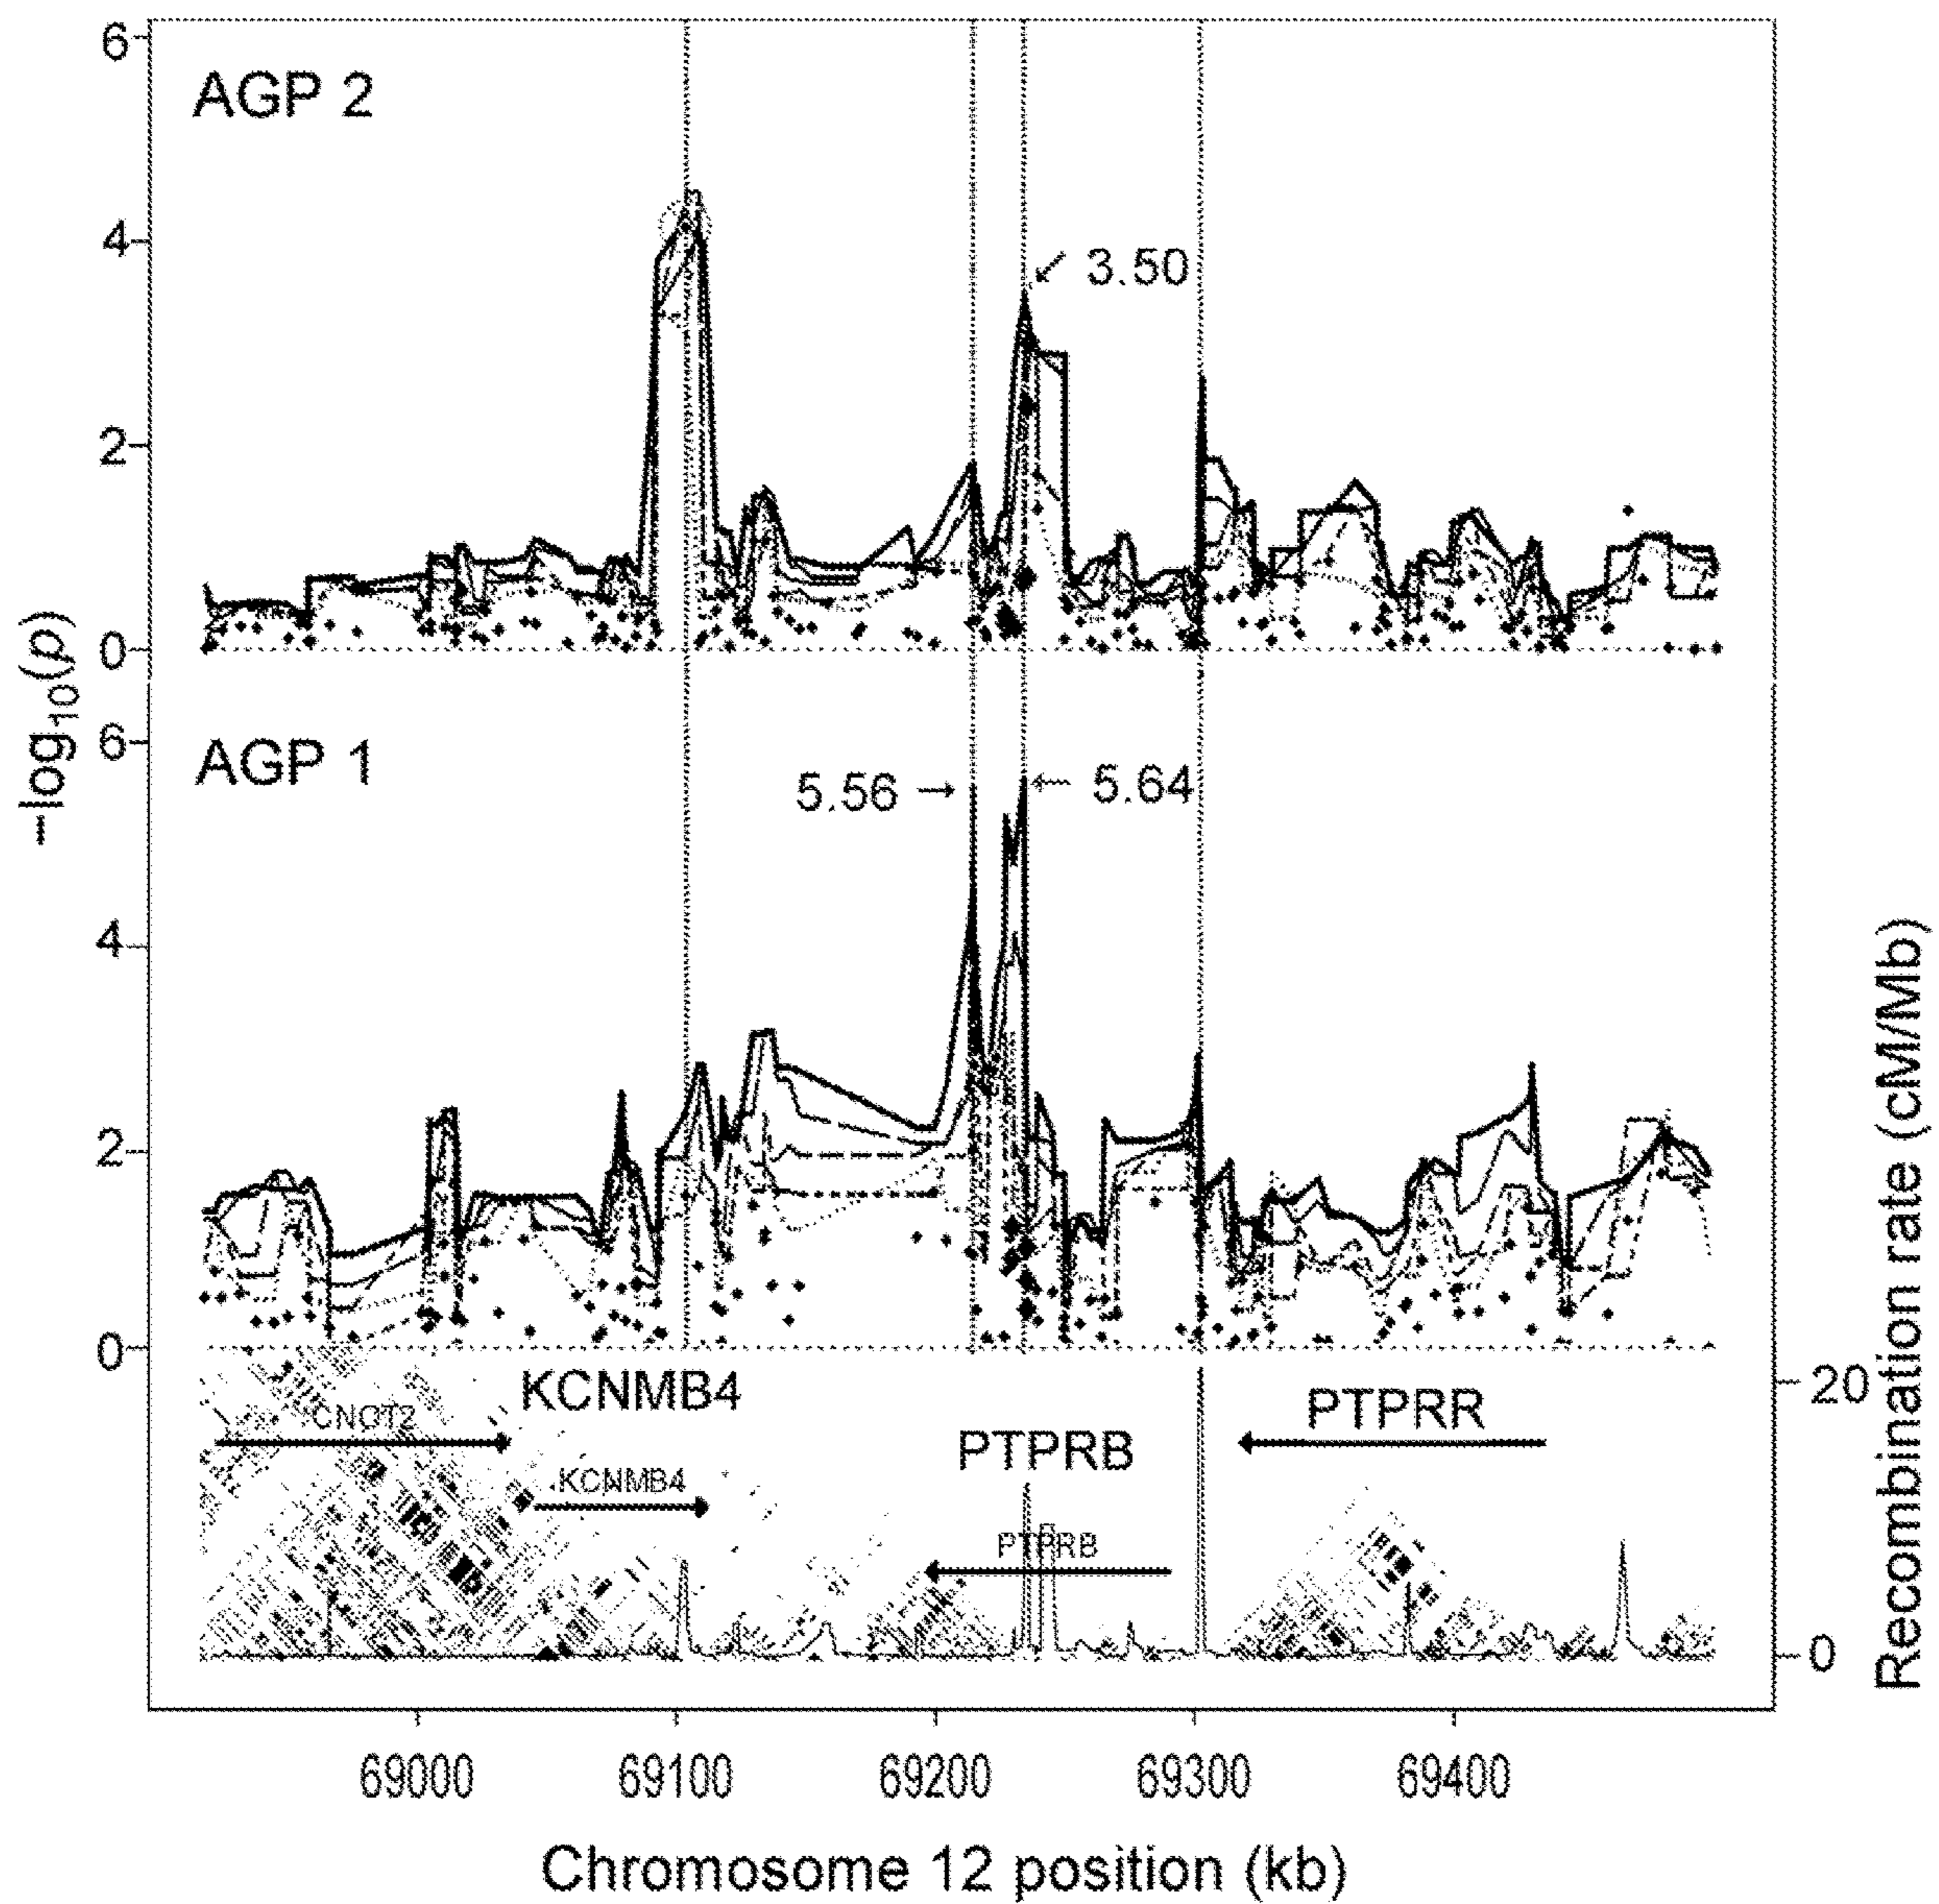 6
AGP 2
4
↙ 3.50
2
0
−log10(p)
6
AGP 1
5.56 →
← 5.64
4
2
0
Recombination rate (cM/Mb)
KCNMB4
20
CNOT2
PTPRR
PTPRB
KCNMB4
PTPRB
0
69000 69100 69200 69300 69400
Chromosome 12 position (kb)